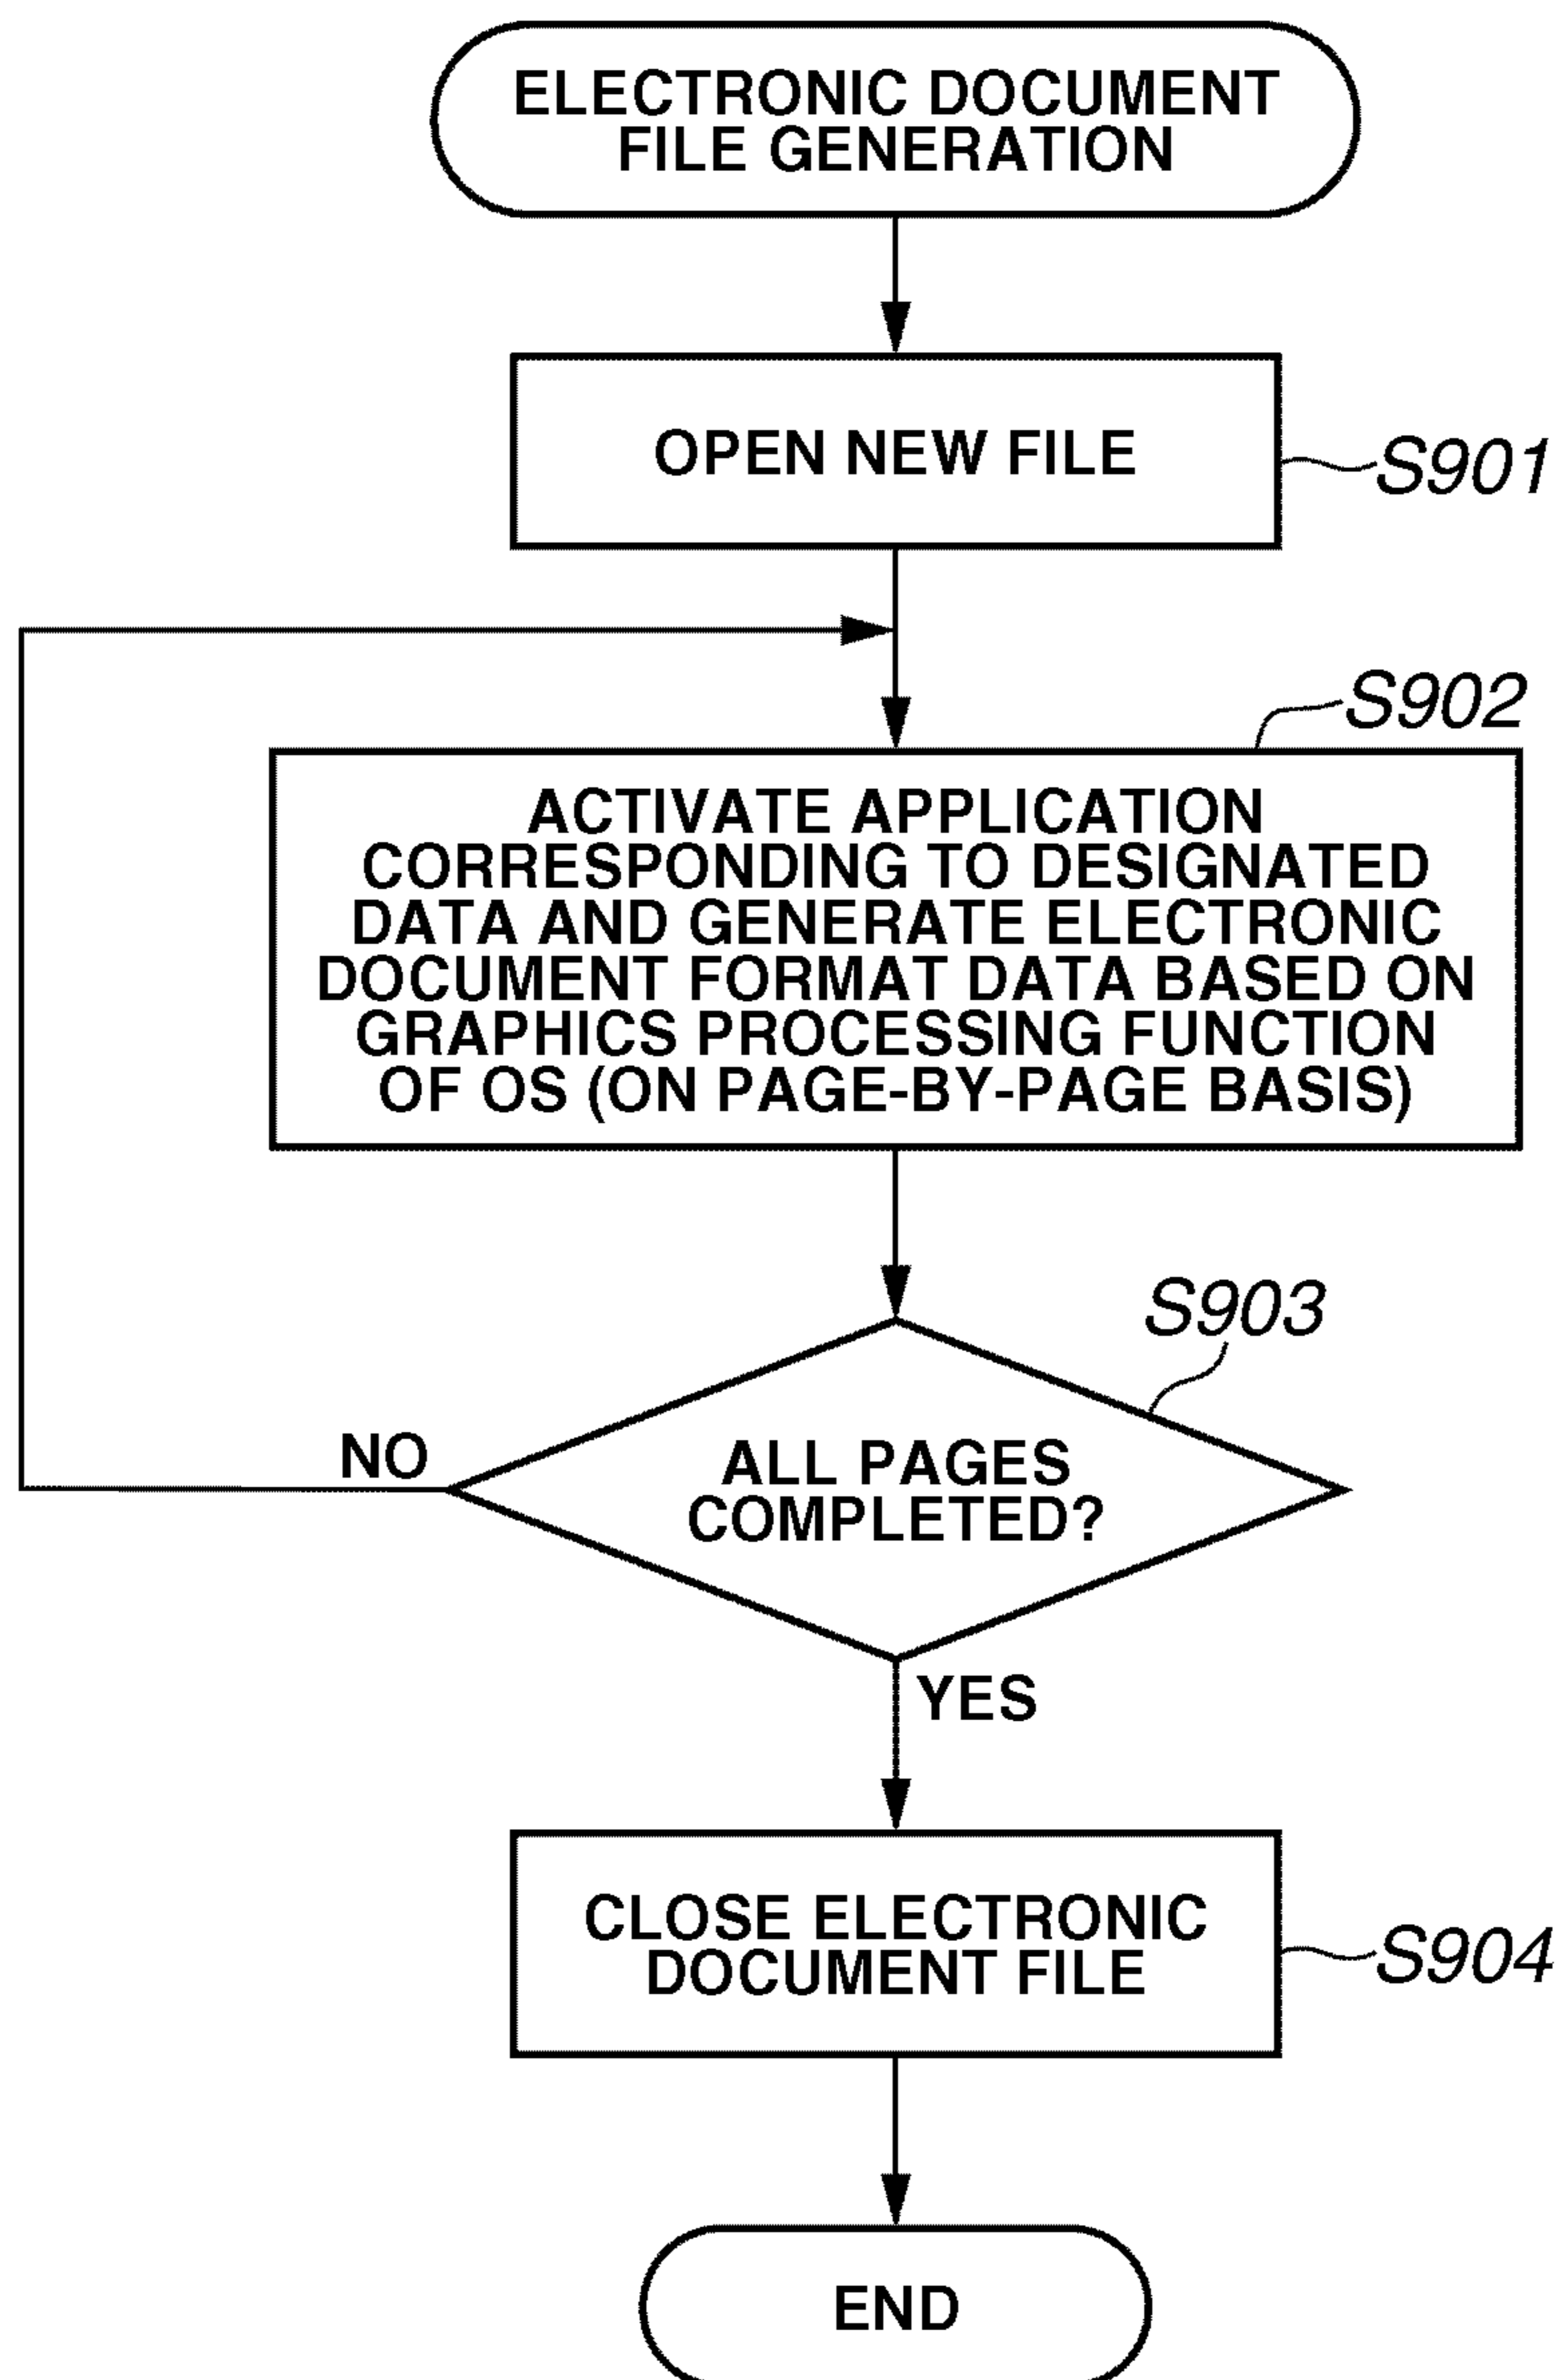 ELECTRONIC DOCUMENT
FILE GENERATION
OPEN NEW FILE
S901
S902
ACTIVATE APPLICATION
CORRESPONDING TO DESIGNATED
DATA AND GENERATE ELECTRONIC
DOCUMENT FORMAT DATA BASED ON
GRAPHICS PROCESSING FUNCTION
OF OS (ON PAGE-BY-PAGE BASIS)
S903
NO
ALL PAGES
COMPLETED?
YES
CLOSE ELECTRONIC
DOCUMENT FILE
S904
END